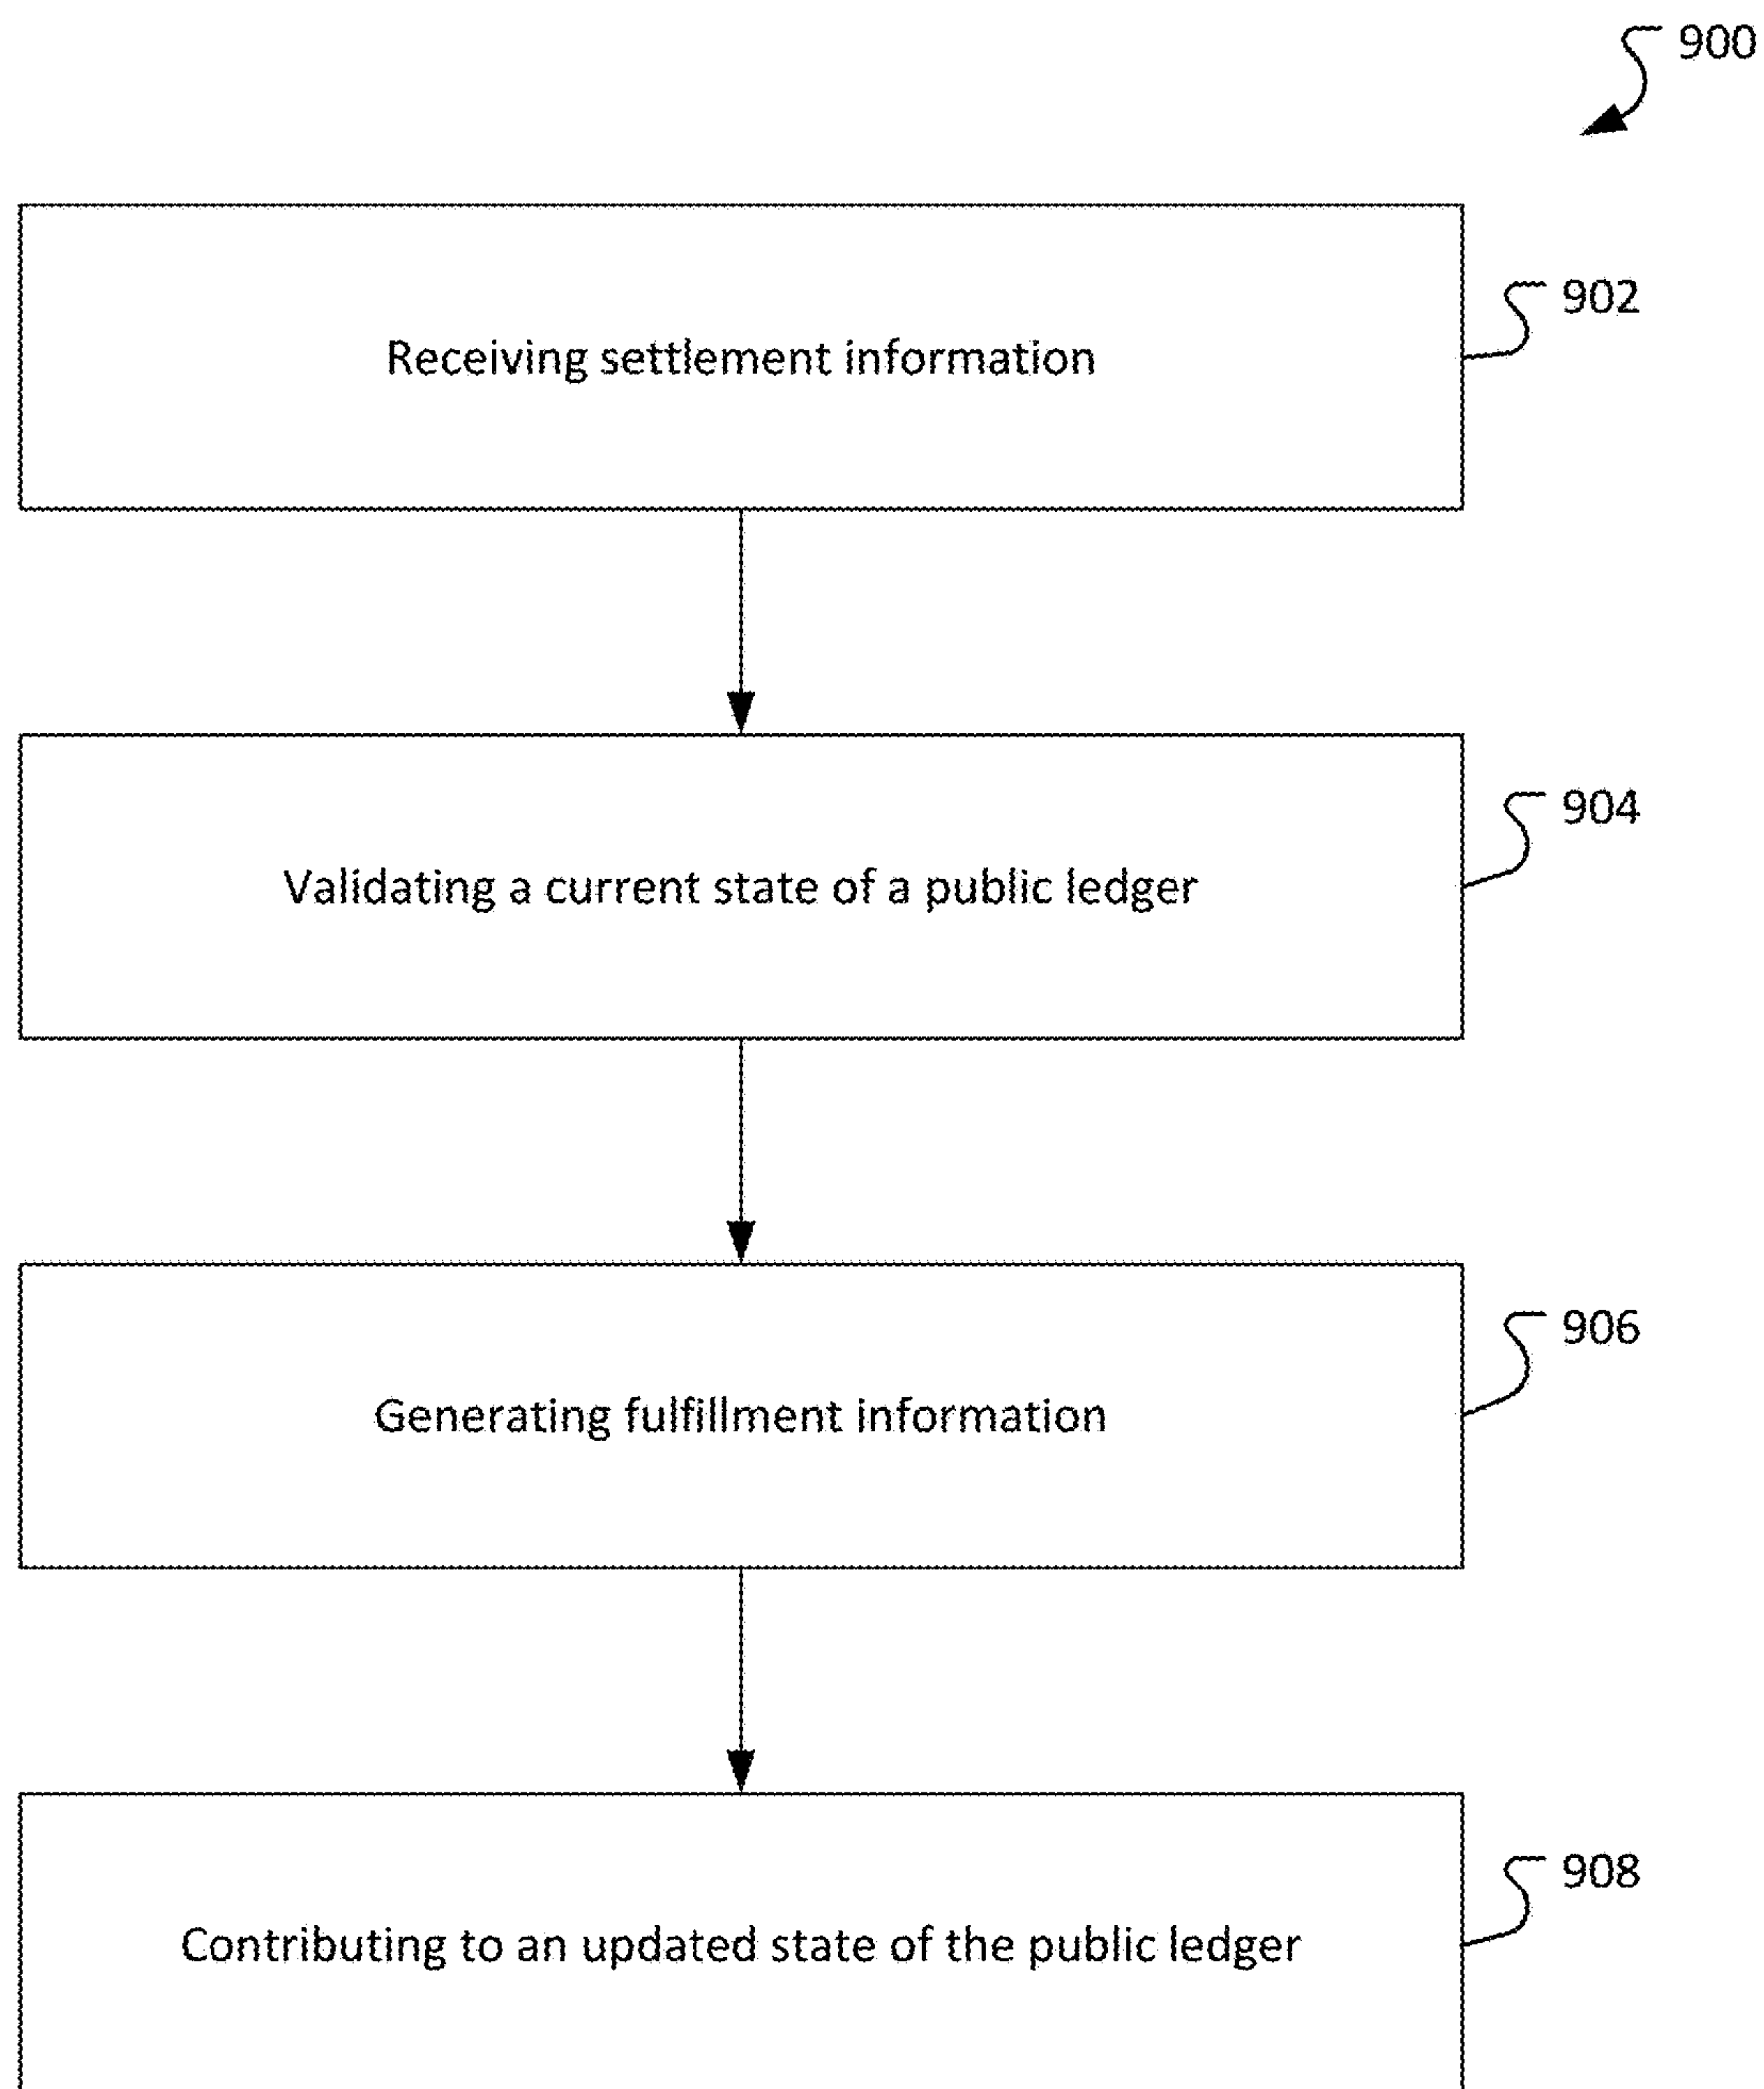 900
Receiving settlement information
902
Validating a current state of a public ledger
904
Generating fulfillment information
906
Contributing to an updated state of the public ledger
908